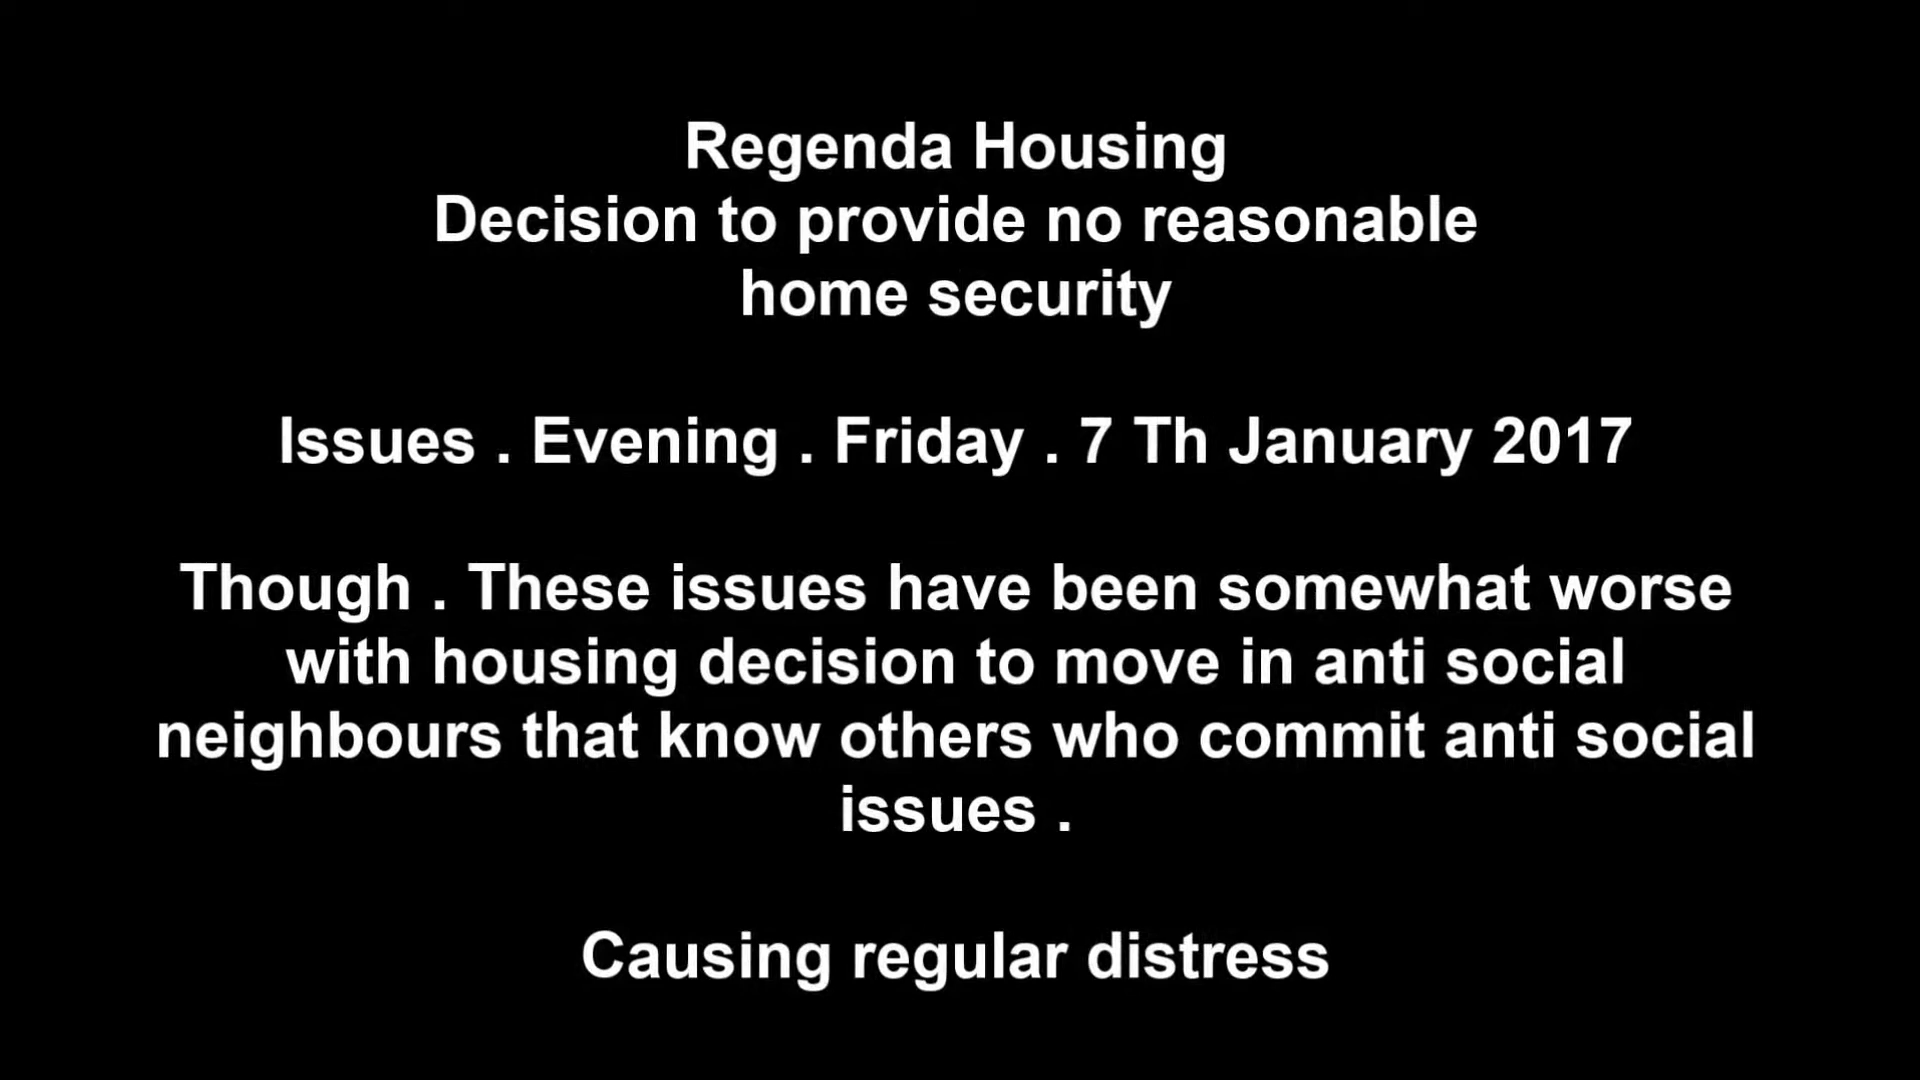 Regenda Housing
Decision to provide no reasonable
home security
Issues . Evening . Friday . 7 Th January 2017
Though . These issues have been somewhat worse
with housing decision to move in anti social
neighbours that know others who commit anti social
issues .
Causing regular distress